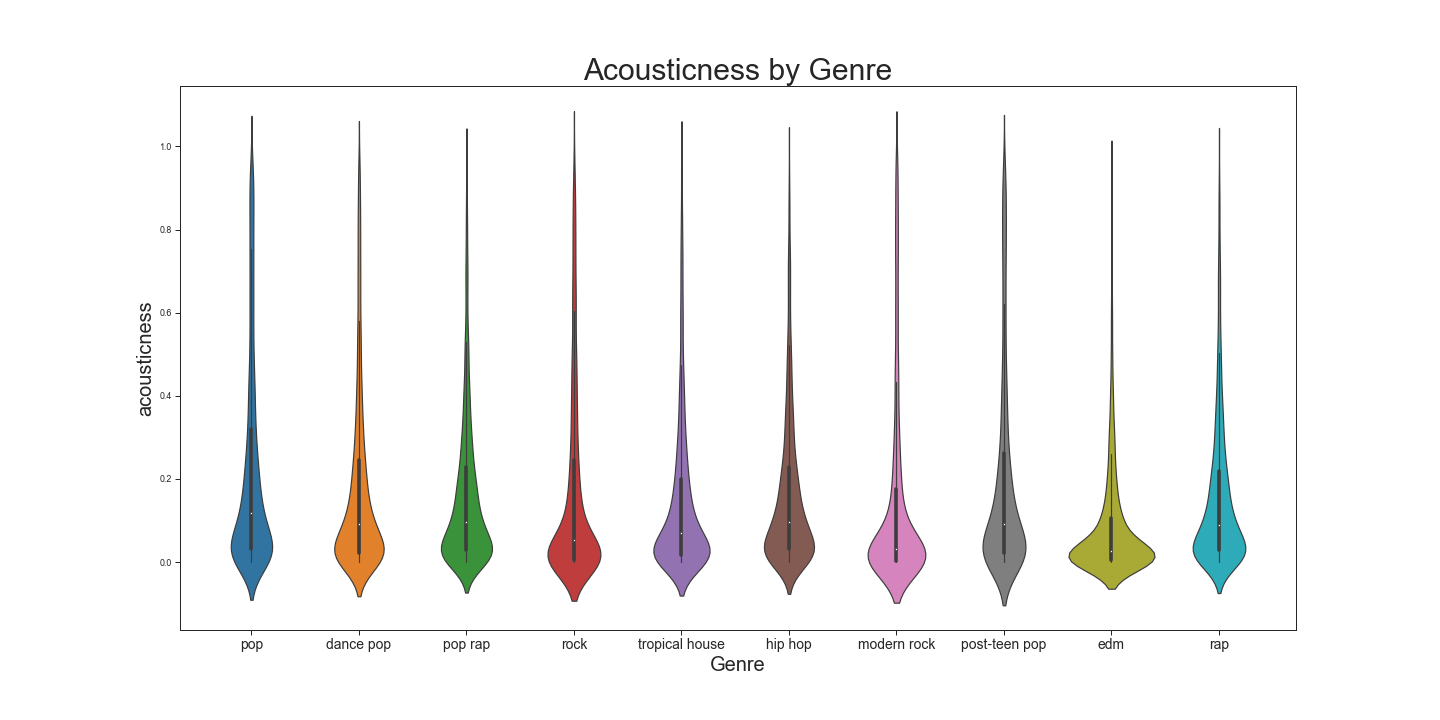 Acousticness by Genre
1.0
0.8
0.6
0.4
0.2
0.0
acousticness
pop dance pop pop rap rock tropical house hip hop modern rock post-teen pop edm rap
Genre